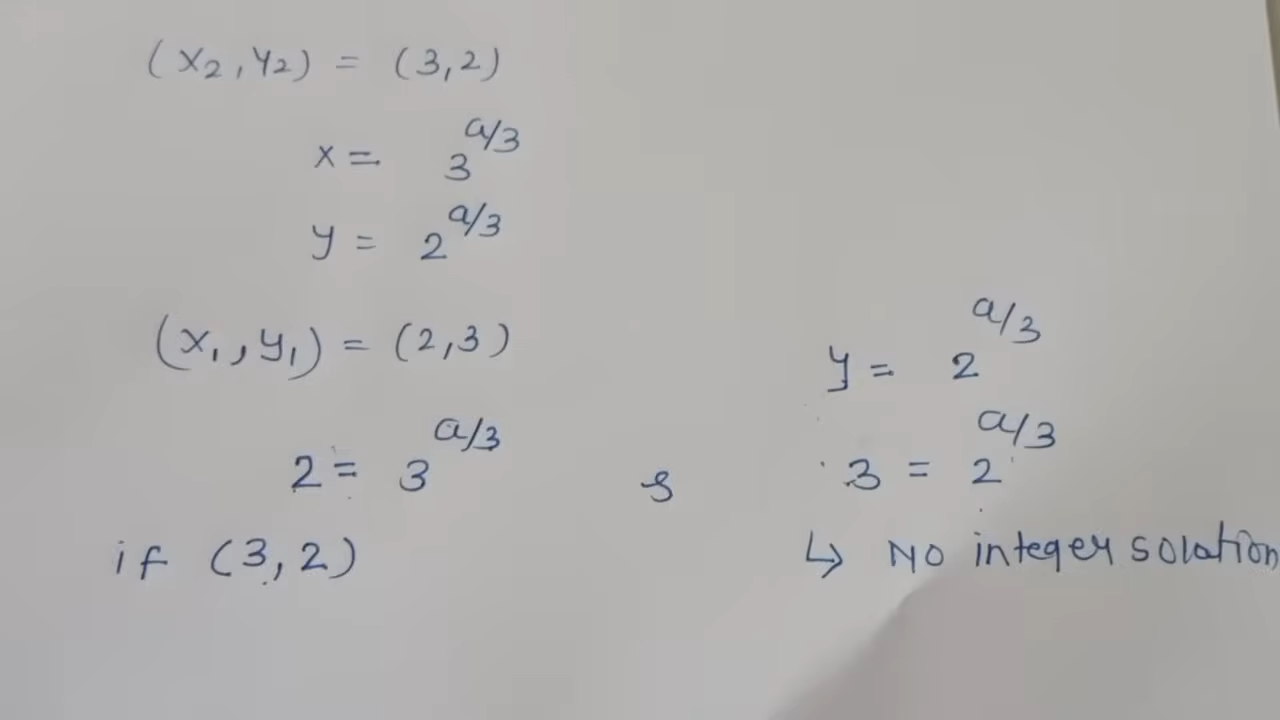 (x₂, y₂) = (3,2)
x = 3^{a/3}
y = 2^{a/3}
(x₁, y₁) = (2,3)
y = 2^{a/3}
2 = 3^{a/3} & 3 = 2^{a/3}
if (3,2) ↳ No integer solation